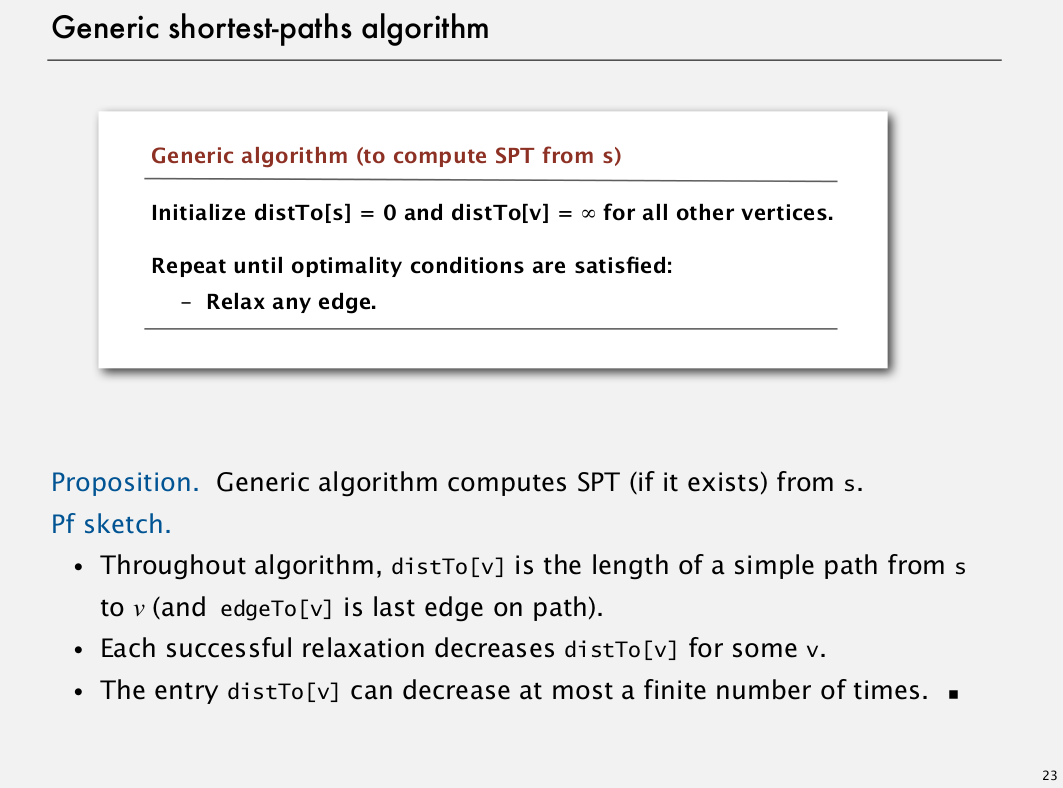 Generic shortest-paths algorithm
Generic algorithm (to compute SPT from s)
Initialize distTo[s] = 0 and distTo[v] = ∞ for all other vertices.
Repeat until optimality conditions are satisfied:
– Relax any edge.
Proposition. Generic algorithm computes SPT (if it exists) from s.
Pf sketch.
• Throughout algorithm, distTo[v] is the length of a simple path from s
to v (and edgeTo[v] is last edge on path).
• Each successful relaxation decreases distTo[v] for some v.
• The entry distTo[v] can decrease at most a finite number of times. ■
23